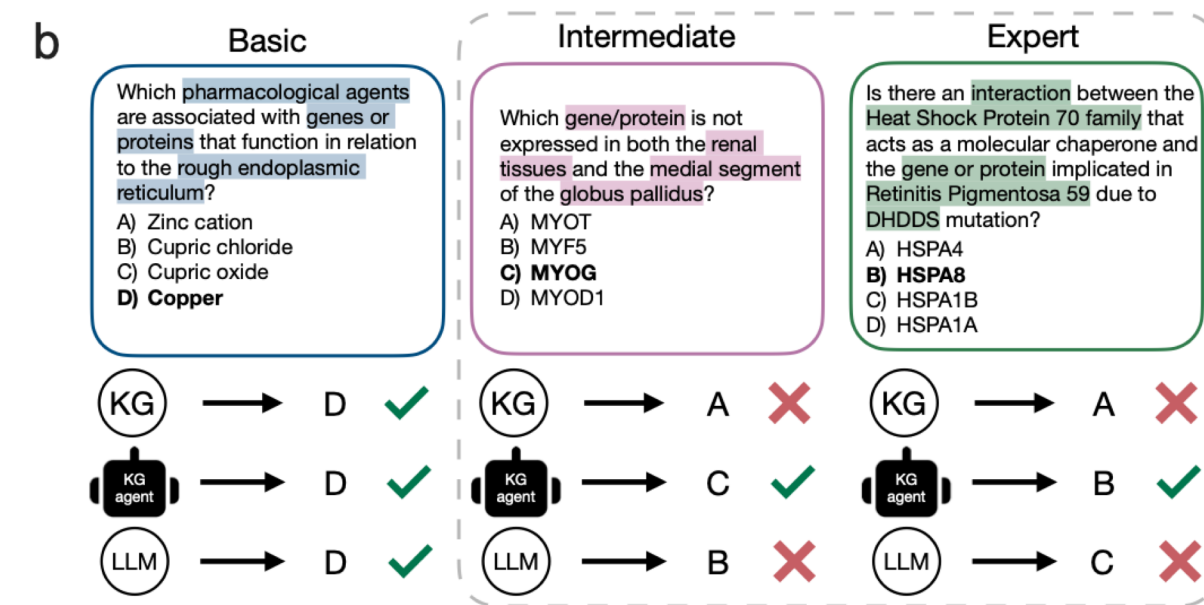 b
Basic
Which pharmacological agents
are associated with genes or
proteins that function in relation
to the rough endoplasmic
reticulum?
A) Zinc cation
B) Cupric chloride
C) Cupric oxide
D) Copper
Intermediate
Which gene/protein is not
expressed in both the renal
tissues and the medial segment
of the globus pallidus?
A) MYOT
B) MYF5
C) MYOG
D) MYOD1
Expert
Is there an interaction between the
Heat Shock Protein 70 family that
acts as a molecular chaperone and
the gene or protein implicated in
Retinitis Pigmentosa 59 due to
DHDDS mutation?
A) HSPA4
B) HSPA8
C) HSPA1B
D) HSPA1A
KG D
KG A
KG A
KG
agent D
KG
agent C
KG
agent B
LLM D
LLM B
LLM C